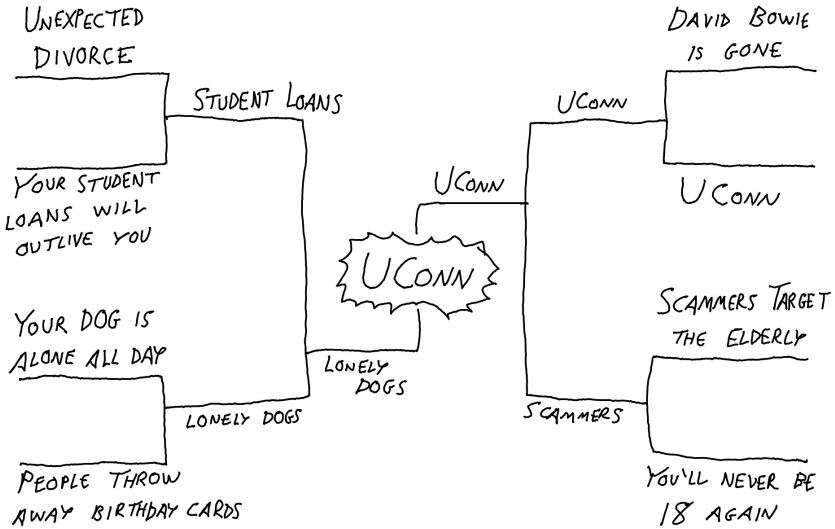 UNEXPECTED
DIVORCE
STUDENT LOANS
YOUR STUDENT
LOANS WILL
OUTLIVE YOU
YOUR DOG IS
ALONE ALL DAY
LONELY DOGS
PEOPLE THROW
AWAY BIRTHDAY CARDS
LONELY
DOGS
UCONN
UCONN
DAVID BOWIE
IS GONE
UCONN
UCONN
SCAMMERS TARGET
THE ELDERLY
SCAMMERS
YOU'LL NEVER BE
18 AGAIN